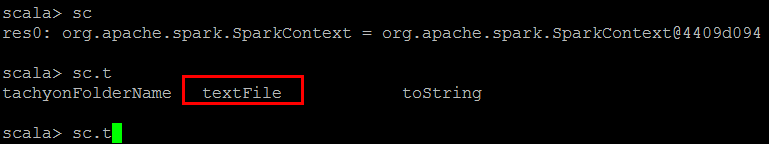 scala> sc
res0: org.apache.spark.SparkContext = org.apache.spark.SparkContext@4409d094
scala> sc.t
tachyonFolderName textFile toString
scala> sc.t